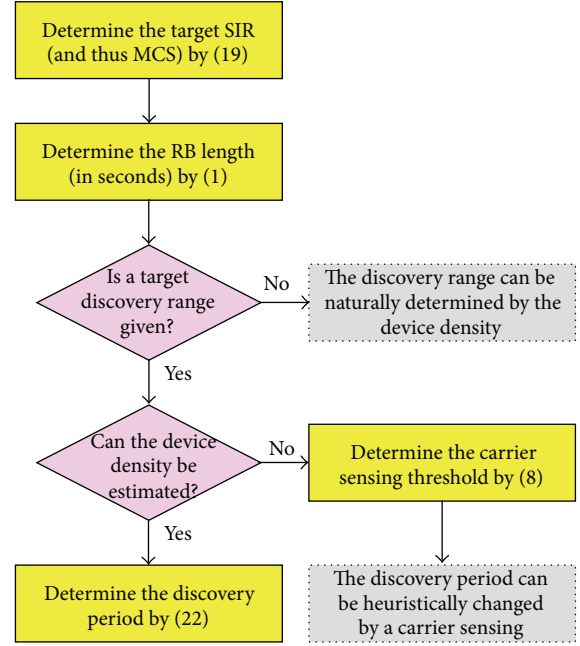 Determine the target SIR
(and thus MCS) by (19)
Determine the RB length
(in seconds) by (1)
Is a target
discovery range
given?
No
The discovery range can be
naturally determined by the
device density
Yes
Can the device
density be
estimated?
No
Determine the carrier
sensing threshold by (8)
Yes
Determine the discovery
period by (22)
The discovery period can
be heuristically changed
by a carrier sensing